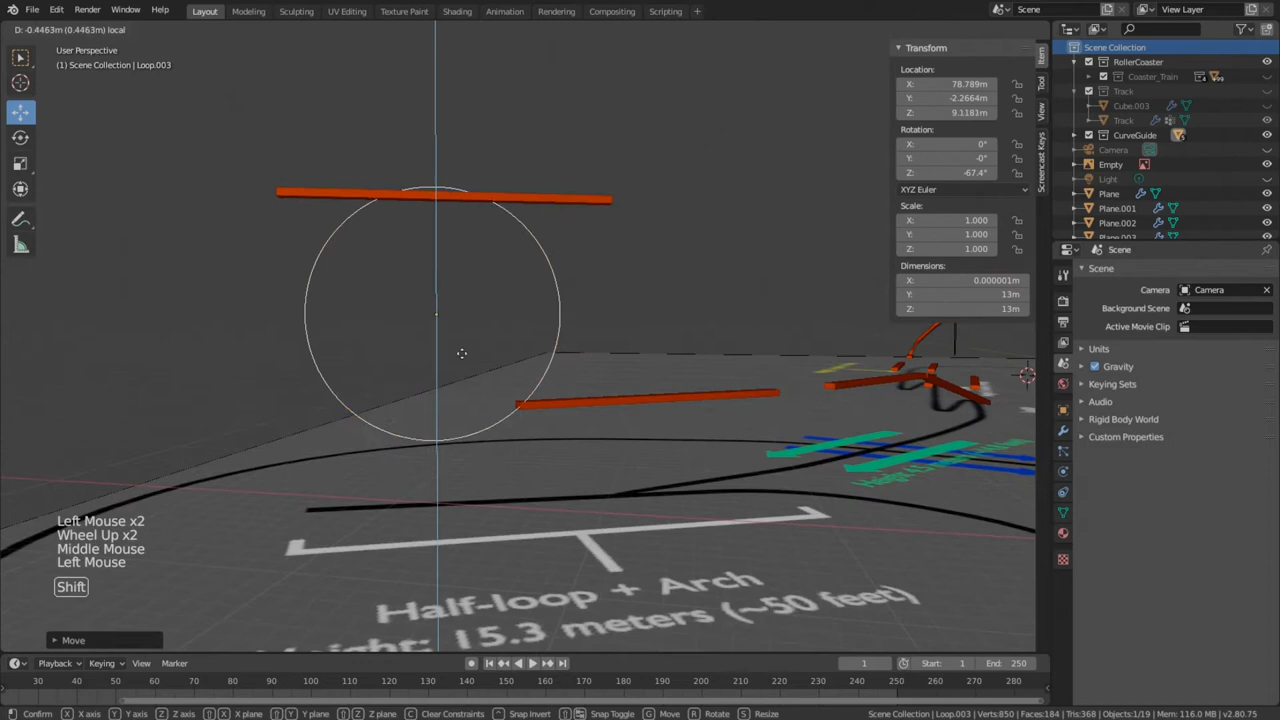 File Edit Render Window Help Layout Modeling Sculpting UV Editing Texture Paint Shading Animation Rendering Compositing Scripting + Scene View Layer
D: -0.4463m (0.4463m) local
User Perspective
(1) Scene Collection | Loop.003
Transform
Location:
X: 78.789m
Y: -2.2664m
Z: 9.1181m
Rotation:
X: 0°
Y: -0°
Z: -67.4°
XYZ Euler
Scale:
X: 1.000
Y: 1.000
Z: 1.000
Dimensions:
X: 0.000001m
Y: 13m
Z: 13m
Item
Tool
View
Screencast Keys
Scene Collection
RollerCoaster
Coaster_Train
Track
Cube.003
Track
CurveGuide
Camera
Empty
Light
Plane
Plane.001
Plane.002
Plane.003
Scene
Scene
Camera Camera
Background Scene
Active Movie Clip
Units
Gravity
Keying Sets
Audio
Rigid Body World
Custom Properties
Half-loop + Arch
Height: 15.3 meters (~50 feet)
Left Mouse x2
Wheel Up x2
Middle Mouse
Left Mouse
Shift
Move
Playback Keying View Marker 1 Start: 1 End: 250
30 40 50 60 70 80 90 100 110 120 130 140 150 160 170 180 190 200 210 220 230 240 250 260 270 280
Confirm X X axis Y Y axis Z Z axis X X plane Y Y plane Z Z plane C Clear Constraints Snap Invert Snap Toggle G Move R Rotate S Resize Scene Collection | Loop.003 | Verts:850 | Faces:184 | Tris:368 | Objects:1/19 | Mem: 116.0 MB | v2.80.75